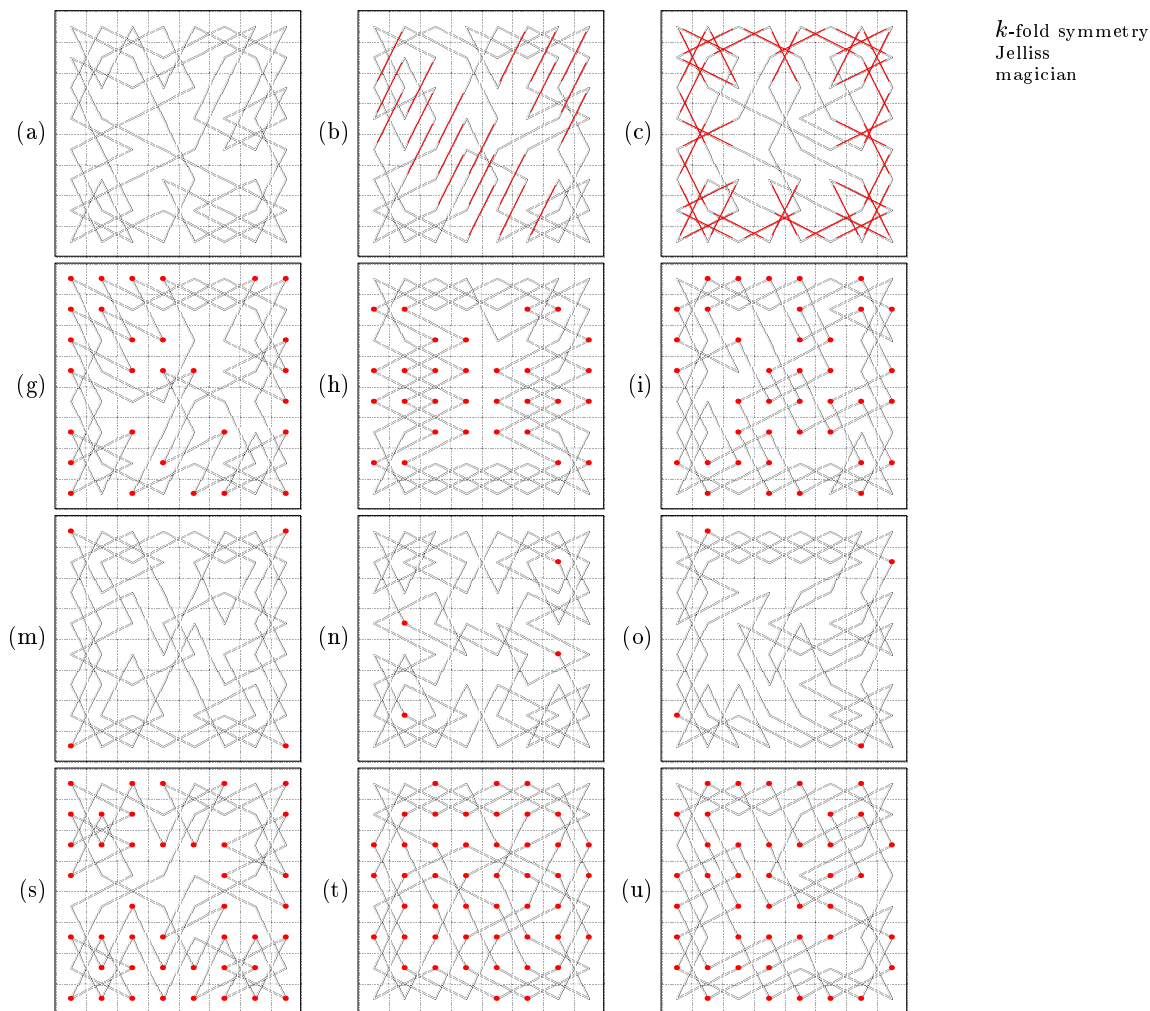 (a)
(b)
(c)
k-fold symmetry
Jelliss
magician
(g)
(h)
(i)
(m)
(n)
(o)
(s)
(t)
(u)